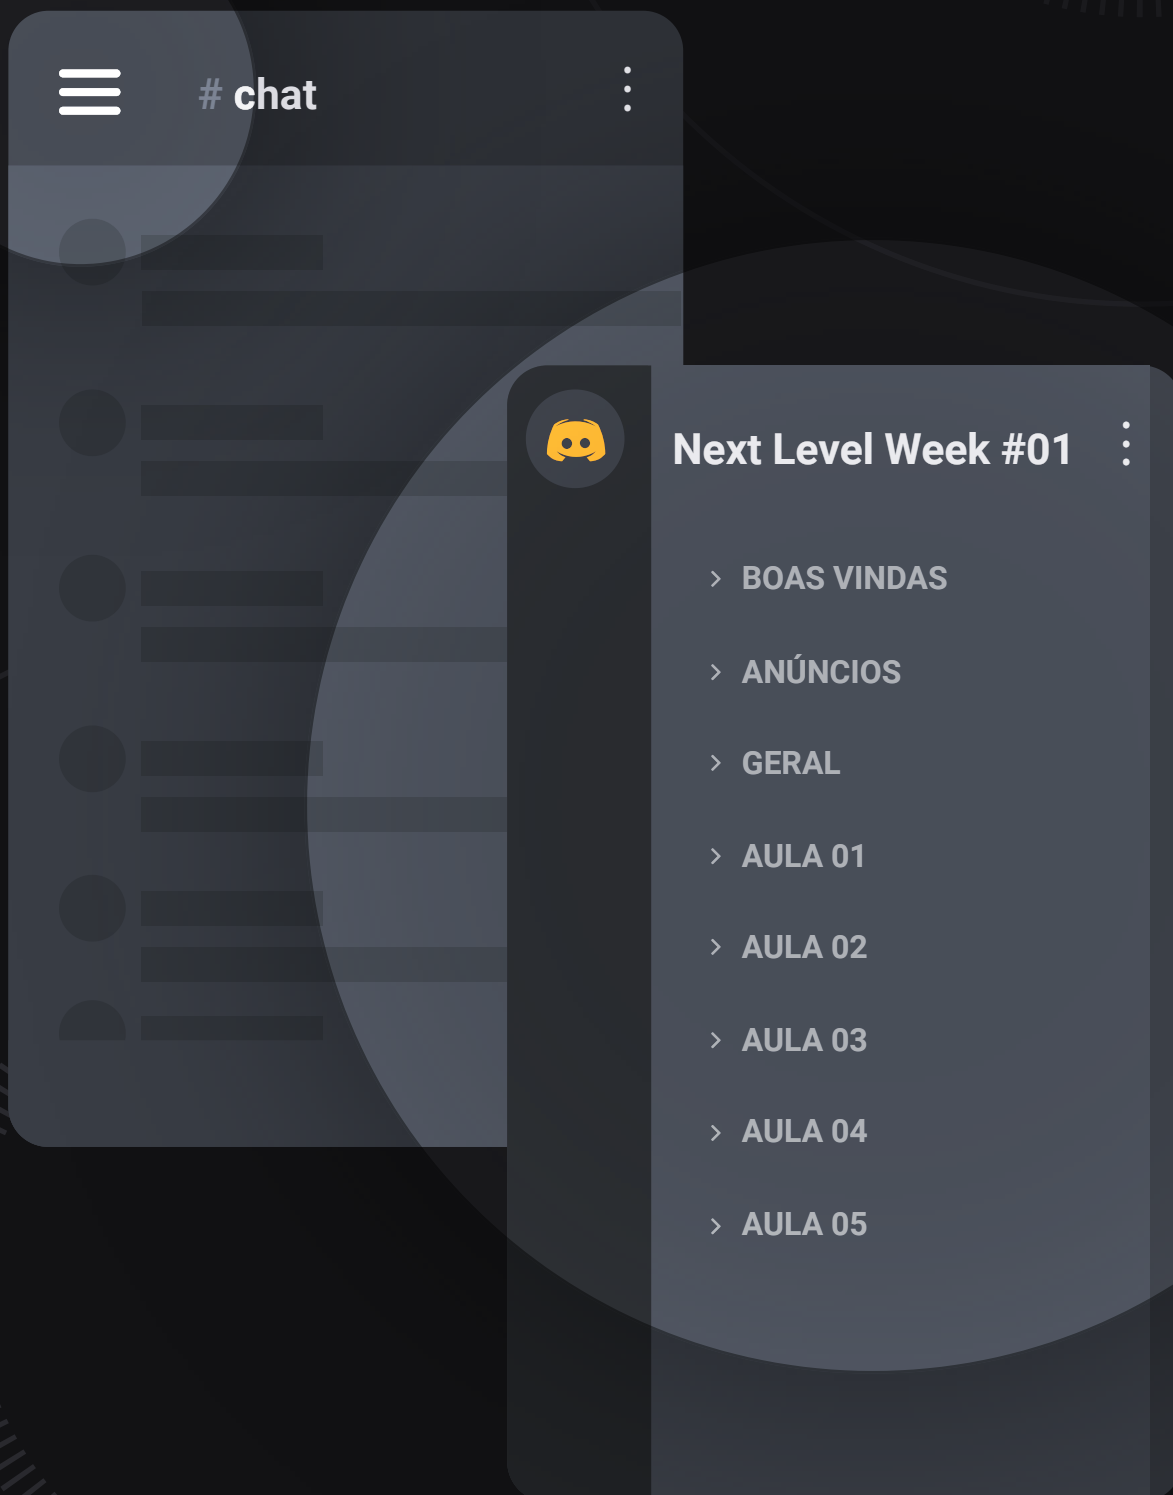 # chat
Next Level Week #01
BOAS VINDAS
ANÚNCIOS
GERAL
AULA 01
AULA 02
AULA 03
AULA 04
AULA 05